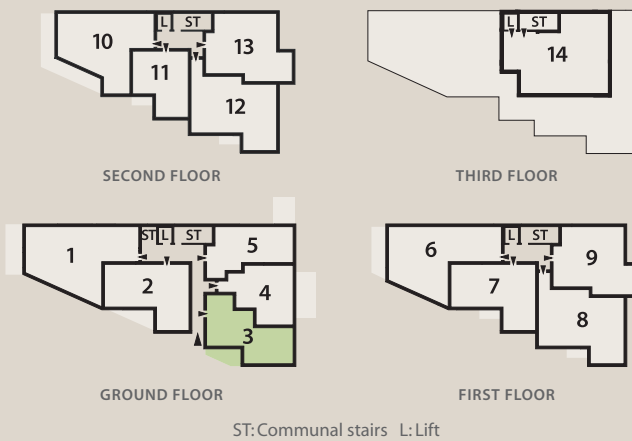 L ST
10
13
11
12
SECOND FLOOR
L ST
14
THIRD FLOOR
ST L ST
1
5
2
4
3
GROUND FLOOR
L ST
6
9
7
8
FIRST FLOOR
ST: Communal stairs L: Lift